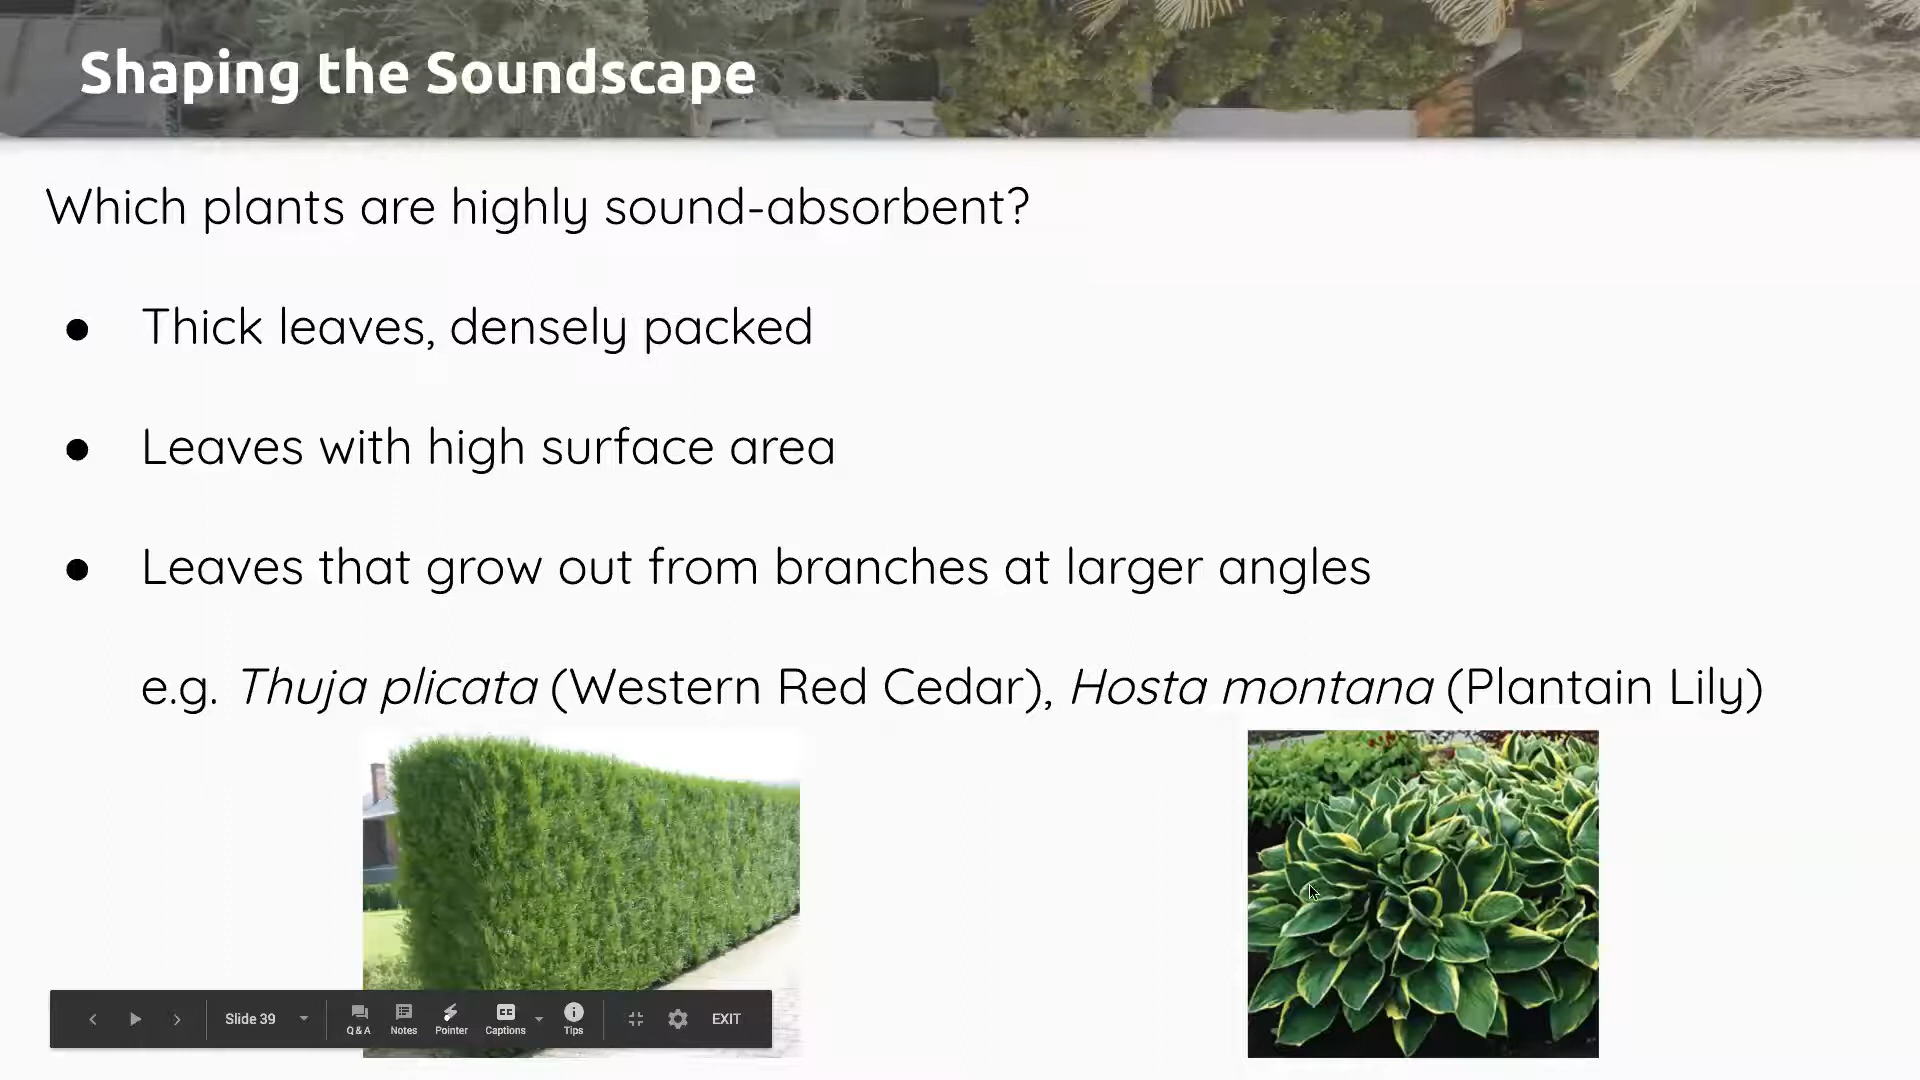 Shaping the Soundscape
Which plants are highly sound-absorbent?
● Thick leaves, densely packed
● Leaves with high surface area
● Leaves that grow out from branches at larger angles
e.g. Thuja plicata (Western Red Cedar), Hosta montana (Plantain Lily)
Slide 39 Q&A Notes Pointer CC Captions Tips EXIT